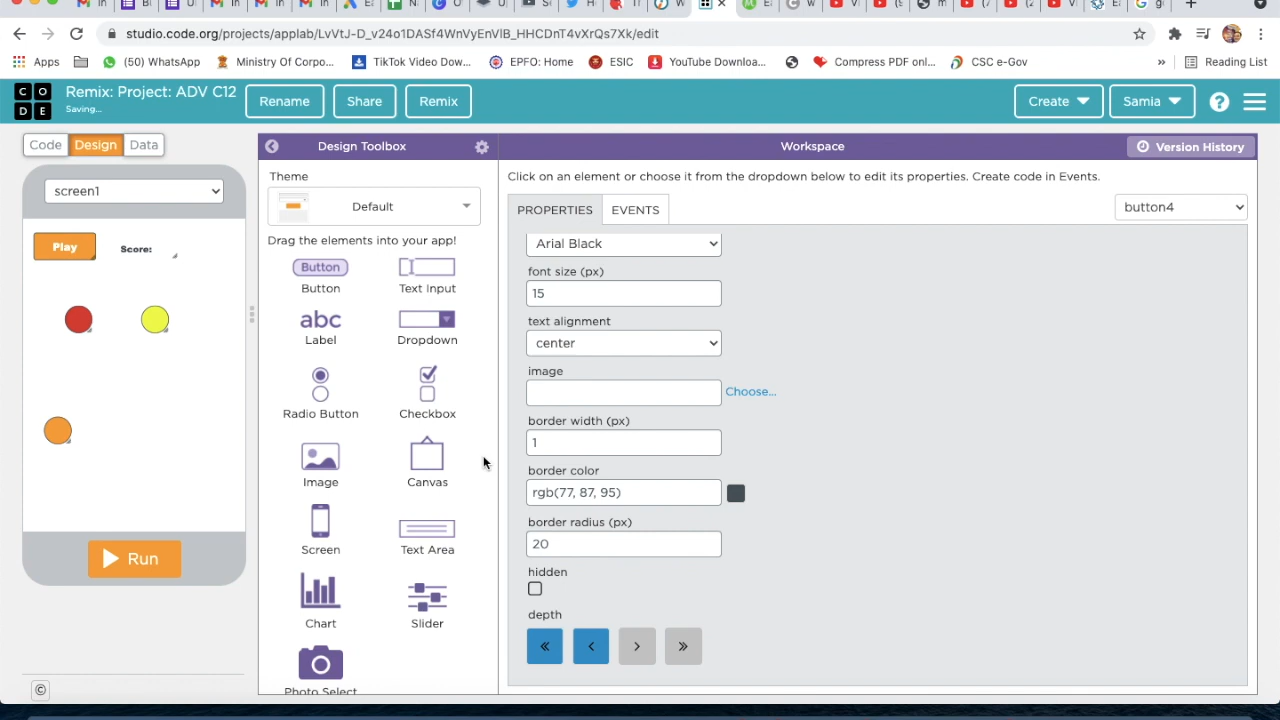 studio.code.org/projects/applab/LvVtJ-D_v24o1DASf4WnVyEnVlB_HHCDnT4vXrQs7Xk/edit
Apps (50) WhatsApp Ministry Of Corpo... TikTok Video Dow... EPFO: Home ESIC YouTube Downloa... Compress PDF onl... CSC e-Gov » Reading List
CODE
Remix: Project: ADV C12
Saving...
Rename Share Remix Create Samia
Code Design Data
Design Toolbox
Workspace
Version History
screen1
Play
Score:
Run
Theme
Default
Drag the elements into your app!
Button
Button Text Input
abc
Label Dropdown
Radio Button Checkbox
Image Canvas
Screen Text Area
Chart Slider
Photo Select
Click on an element or choose it from the dropdown below to edit its properties. Create code in Events.
PROPERTIES EVENTS
button4
Arial Black
font size (px)
15
text alignment
center
image
Choose...
border width (px)
1
border color
rgb(77, 87, 95)
border radius (px)
20
hidden
depth
« < > »
©